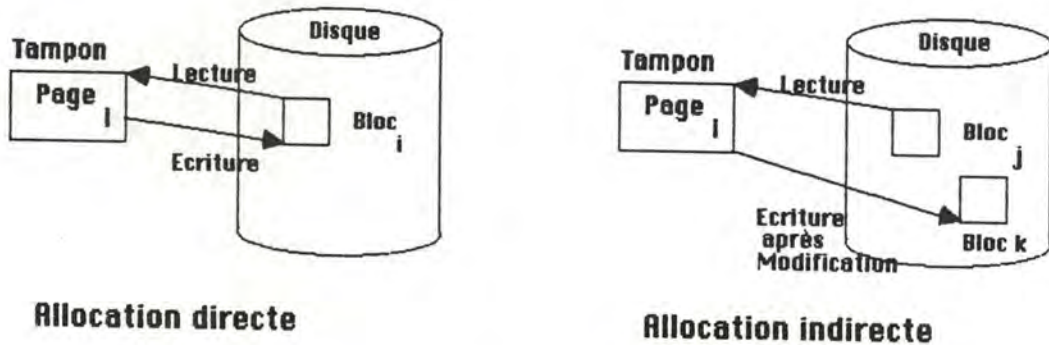 Disque
Tampon
Lecture
Page i
Bloc i
Ecriture
Allocation directe
Disque
Tampon
Lecture
Page i
Bloc j
Ecriture
après
Modification
Bloc k
Allocation indirecte